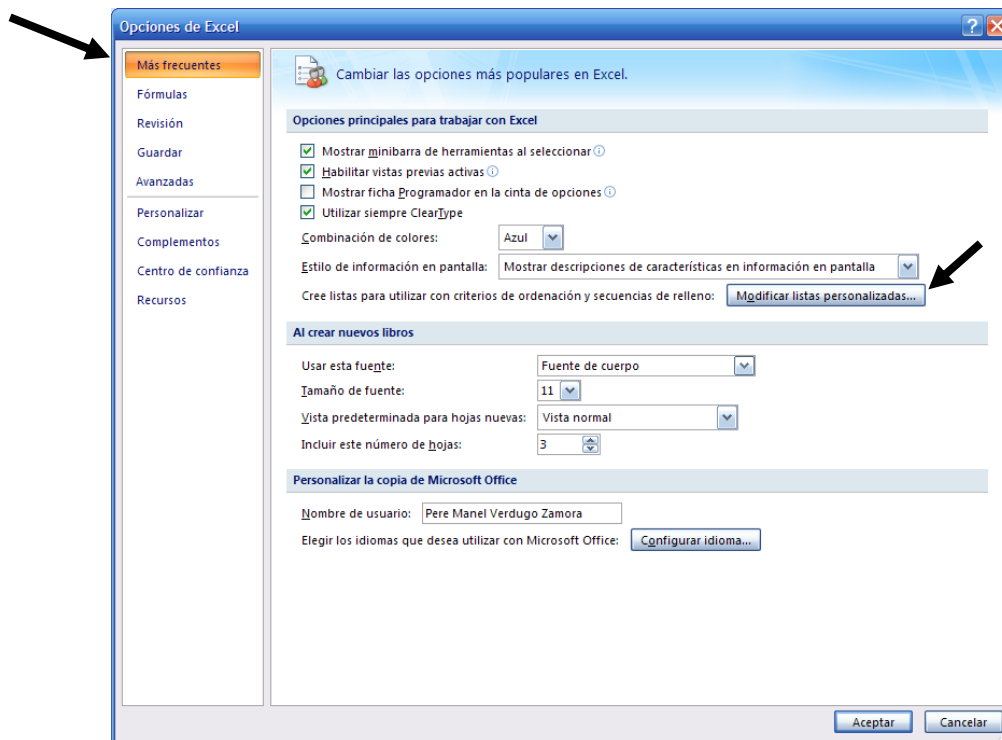 Opciones de Excel
Más frecuentes
Fórmulas
Revisión
Guardar
Avanzadas
Personalizar
Complementos
Centro de confianza
Recursos
Cambiar las opciones más populares en Excel.
Opciones principales para trabajar con Excel
Mostrar minibarra de herramientas al seleccionar
Habilitar vistas previas activas
Mostrar ficha Programador en la cinta de opciones
Utilizar siempre ClearType
Combinación de colores: Azul
Estilo de información en pantalla: Mostrar descripciones de características en información en pantalla
Cree listas para utilizar con criterios de ordenación y secuencias de relleno: Modificar listas personalizadas...
Al crear nuevos libros
Usar esta fuente: Fuente de cuerpo
Tamaño de fuente: 11
Vista predeterminada para hojas nuevas: Vista normal
Incluir este número de hojas: 3
Personalizar la copia de Microsoft Office
Nombre de usuario: Pere Manel Verdugo Zamora
Elegir los idiomas que desea utilizar con Microsoft Office: Configurar idioma...
Aceptar Cancelar